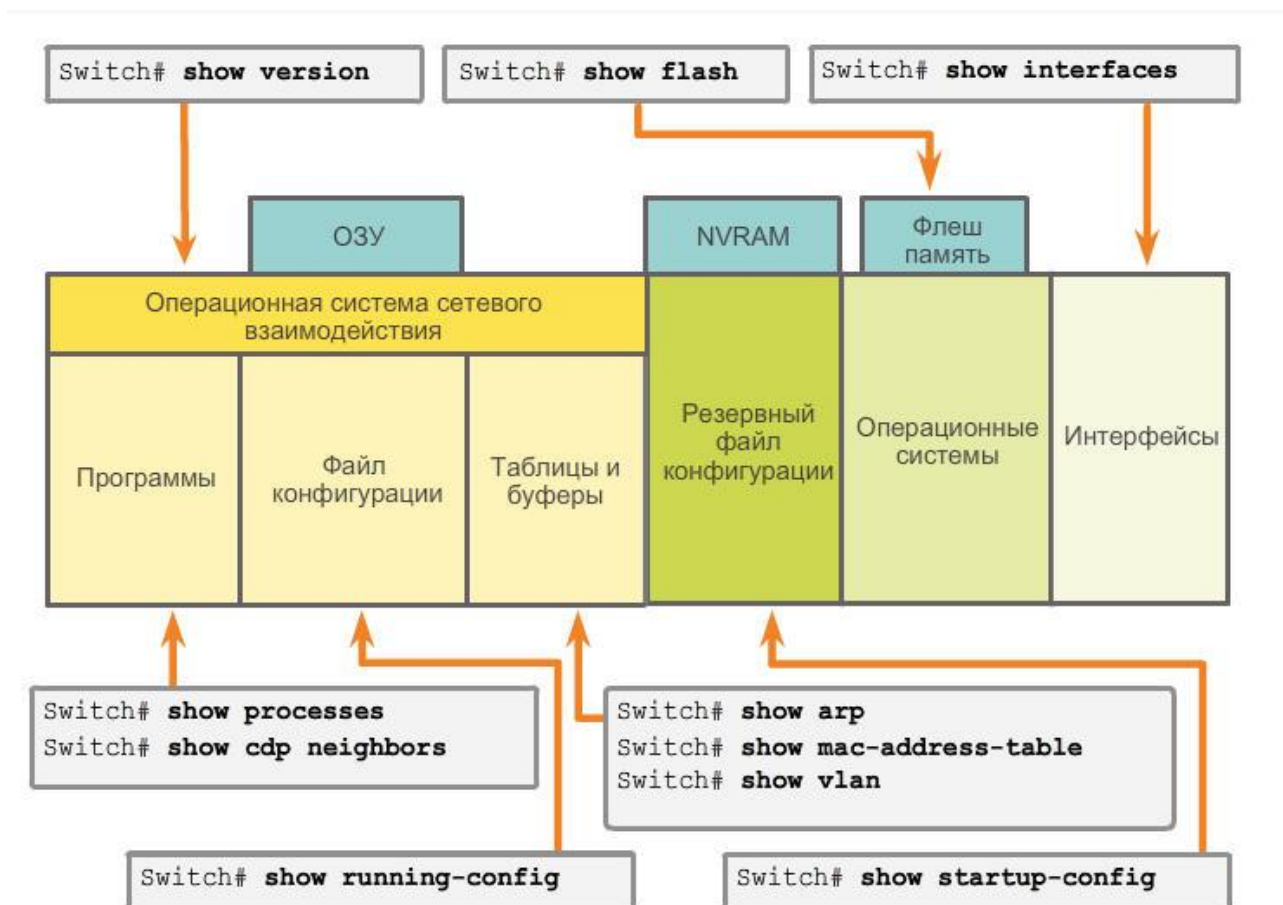 Switch# show version
Switch# show flash
Switch# show interfaces
ОЗУ
NVRAM
Флеш
память
Операционная система сетевого
взаимодействия
Программы
Файл
конфигурации
Таблицы и
буферы
Резервный
файл
конфигурации
Операционные
системы
Интерфейсы
Switch# show processes
Switch# show cdp neighbors
Switch# show arp
Switch# show mac-address-table
Switch# show vlan
Switch# show running-config
Switch# show startup-config